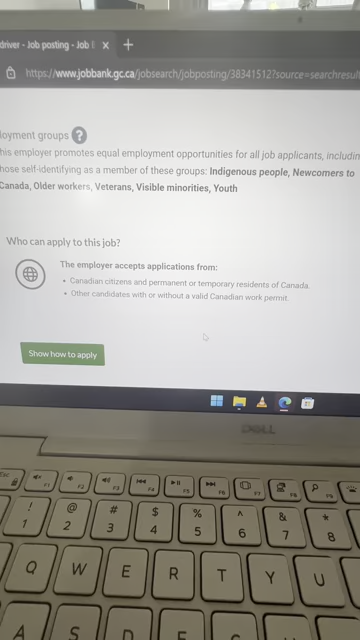 driver - Job posting - Job
https://www.jobbank.gc.ca/jobsearch/jobposting/38341512?source=searchresul
loyment groups ?
his employer promotes equal employment opportunities for all job applicants, includin
hose self-identifying as a member of these groups: Indigenous people, Newcomers to
Canada, Older workers, Veterans, Visible minorities, Youth
Who can apply to this job?
The employer accepts applications from:
• Canadian citizens and permanent or temporary residents of Canada.
• Other candidates with or without a valid Canadian work permit.
Show how to apply
DELL
Esc F1 F2 F3 F4 F5 F6 F7 F8 F9
! @ # $ % ^ & *
1 2 3 4 5 6 7 8
Q W E R T Y U
A S D F